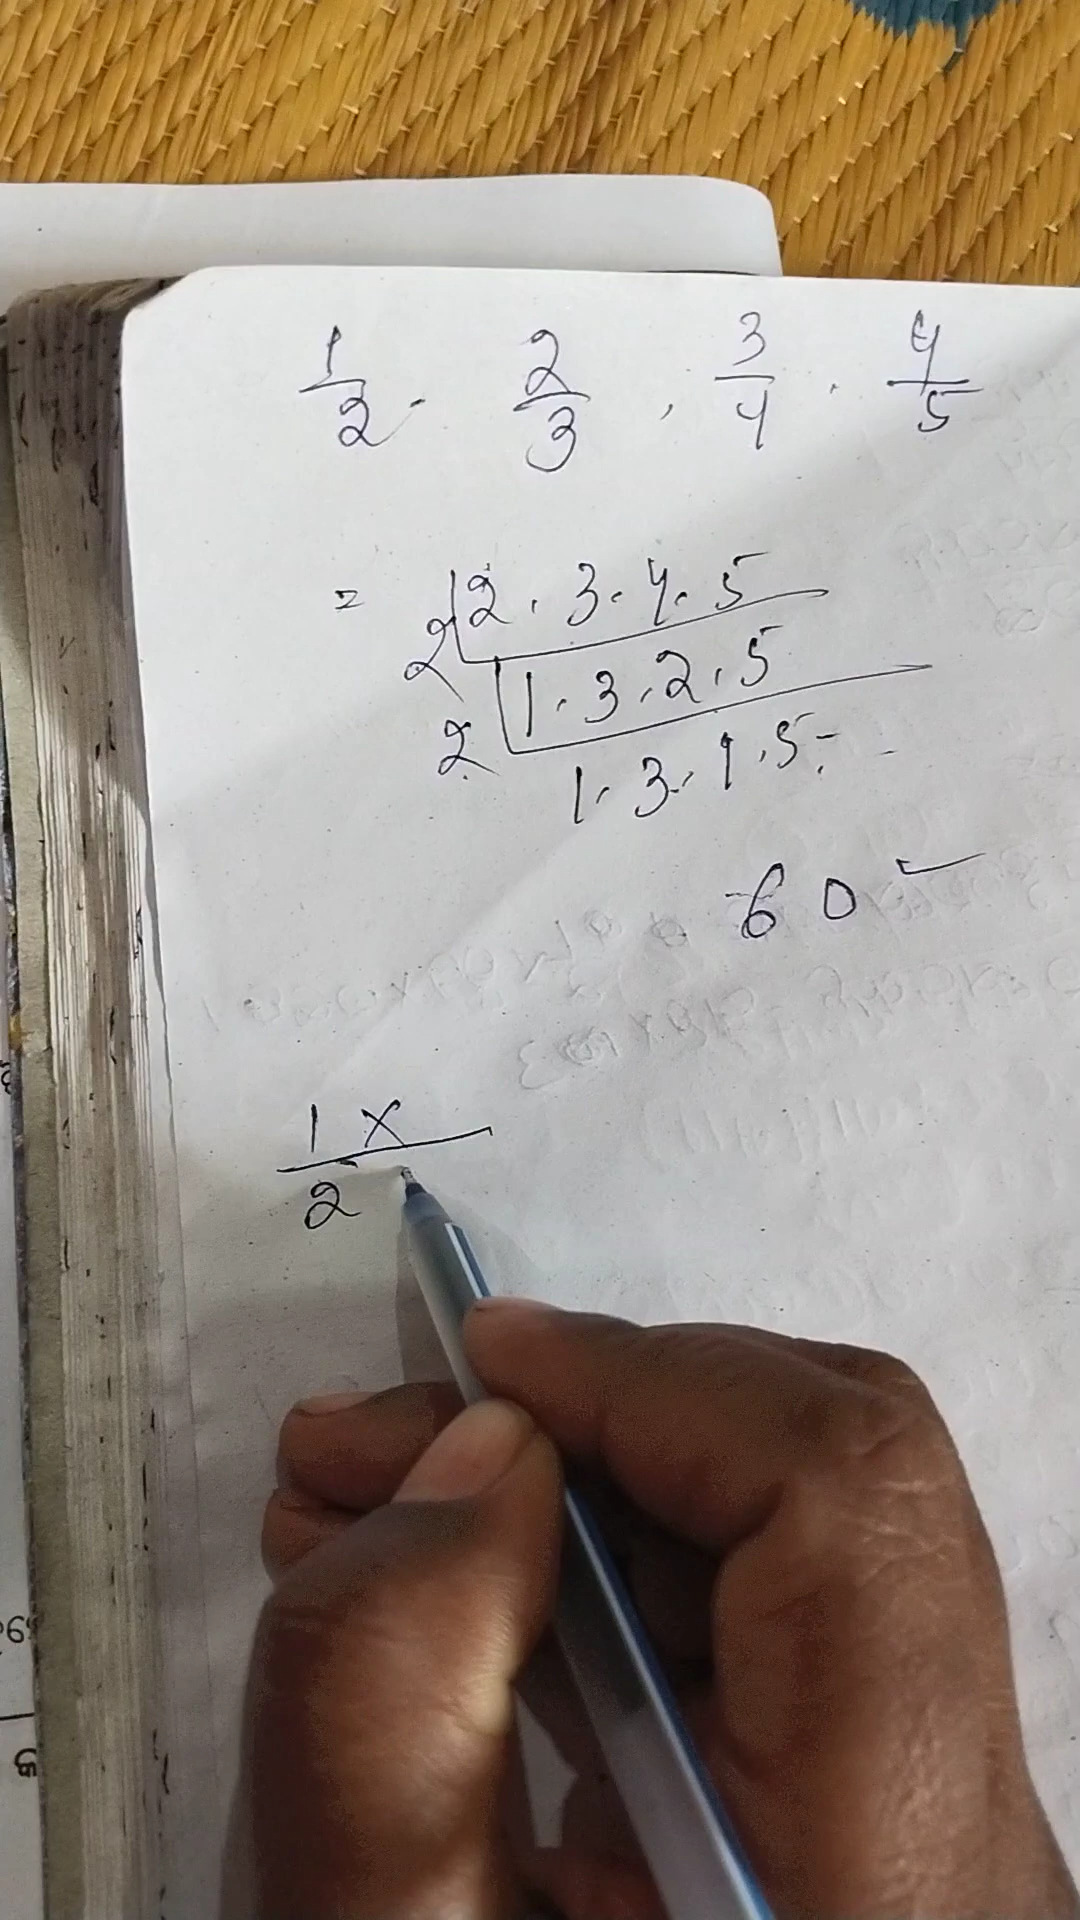 1/2 . 2/3 , 3/4 . 4/5
= 2 | 2 . 3 . 4 . 5
2 | 1 . 3 . 2 . 5
1 . 3 . 1 . 5
60
1 ×
2
କ